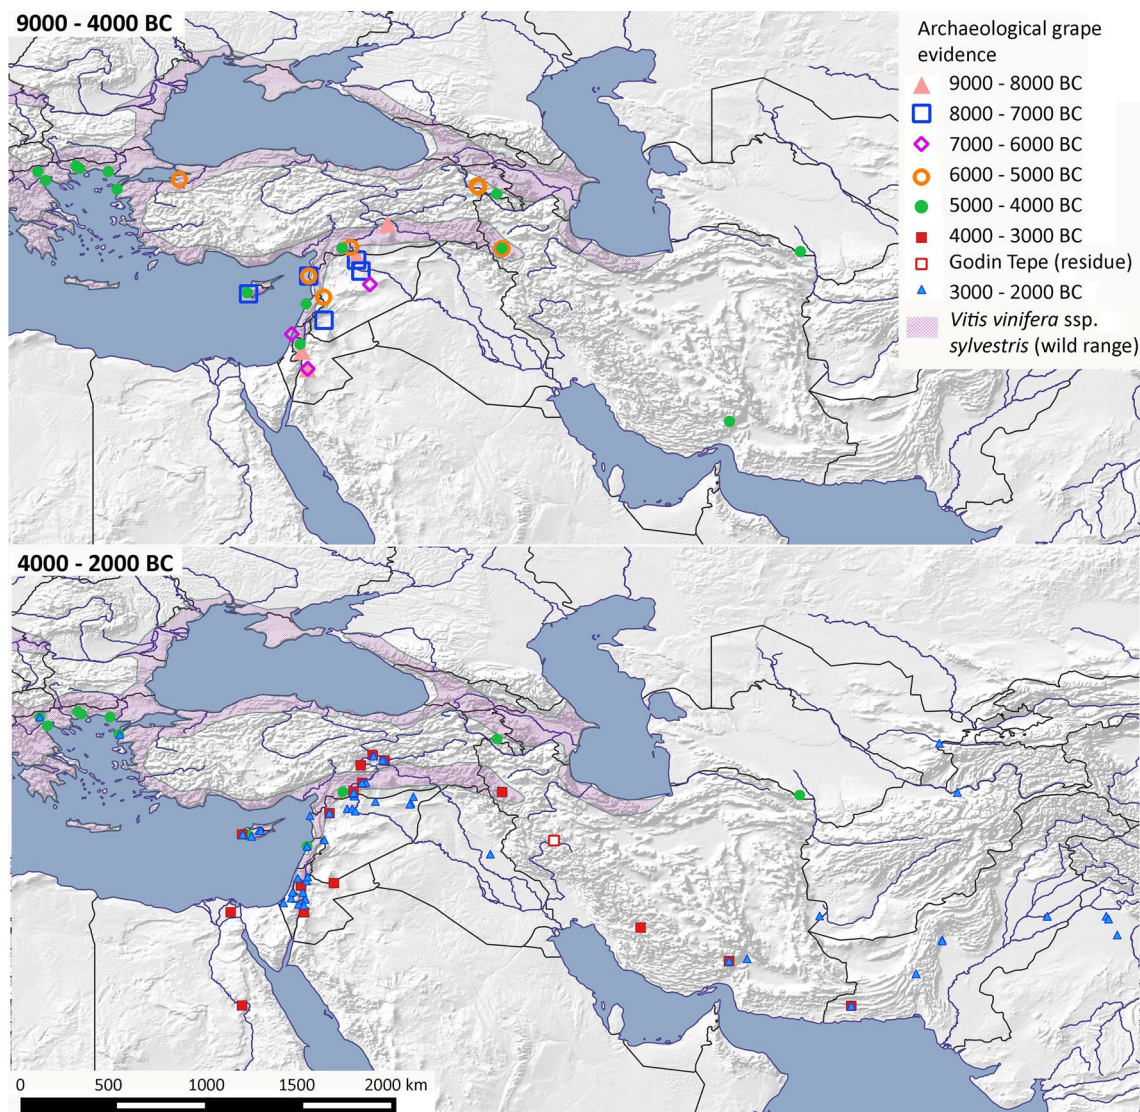 9000 - 4000 BC
Archaeological grape
evidence
9000 - 8000 BC
8000 - 7000 BC
7000 - 6000 BC
6000 - 5000 BC
5000 - 4000 BC
4000 - 3000 BC
Godin Tepe (residue)
3000 - 2000 BC
Vitis vinifera ssp.
sylvestris (wild range)
4000 - 2000 BC
0 500 1000 1500 2000 km